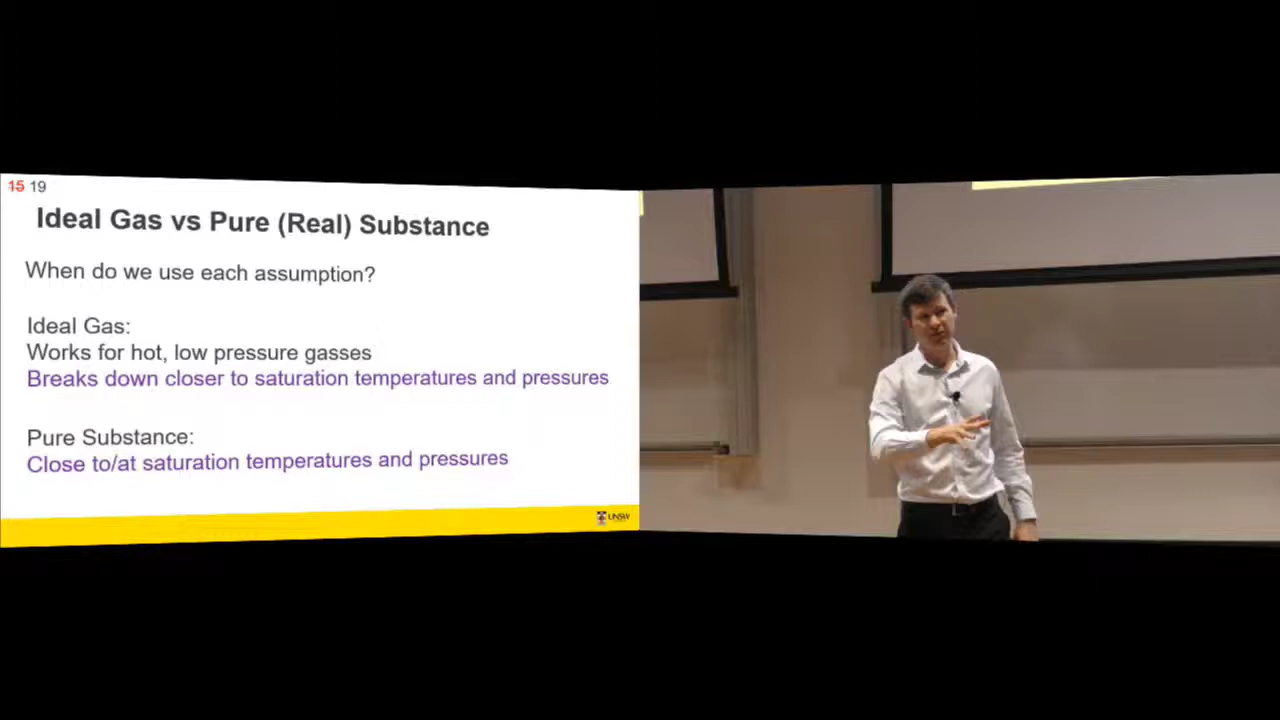 15 19
Ideal Gas vs Pure (Real) Substance
When do we use each assumption?
Ideal Gas:
Works for hot, low pressure gasses
Breaks down closer to saturation temperatures and pressures
Pure Substance:
Close to/at saturation temperatures and pressures
UNSW